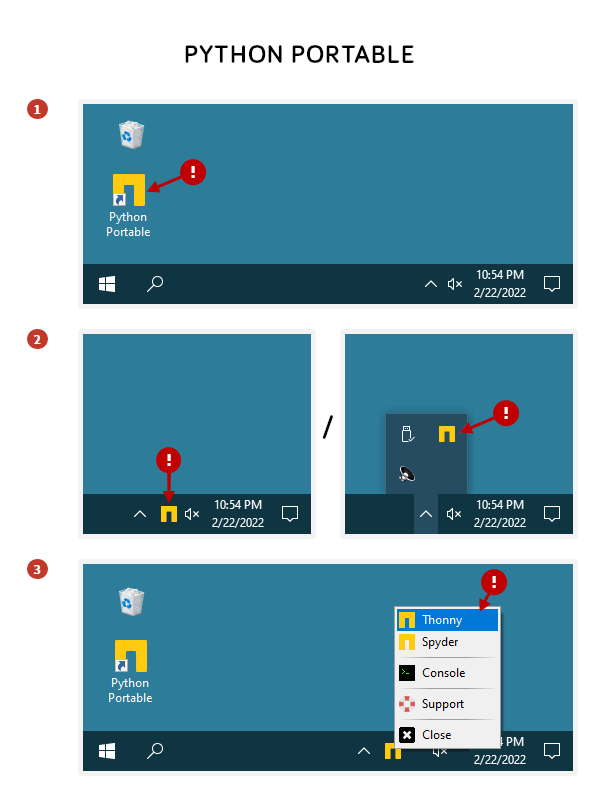 PYTHON PORTABLE
1
!
Python
Portable
10:54 PM
2/22/2022
2
!
10:54 PM
2/22/2022
/
!
10:54 PM
2/22/2022
3
!
Python
Portable
Thonny
Spyder
Console
Support
Close
4 PM
2/22/2022